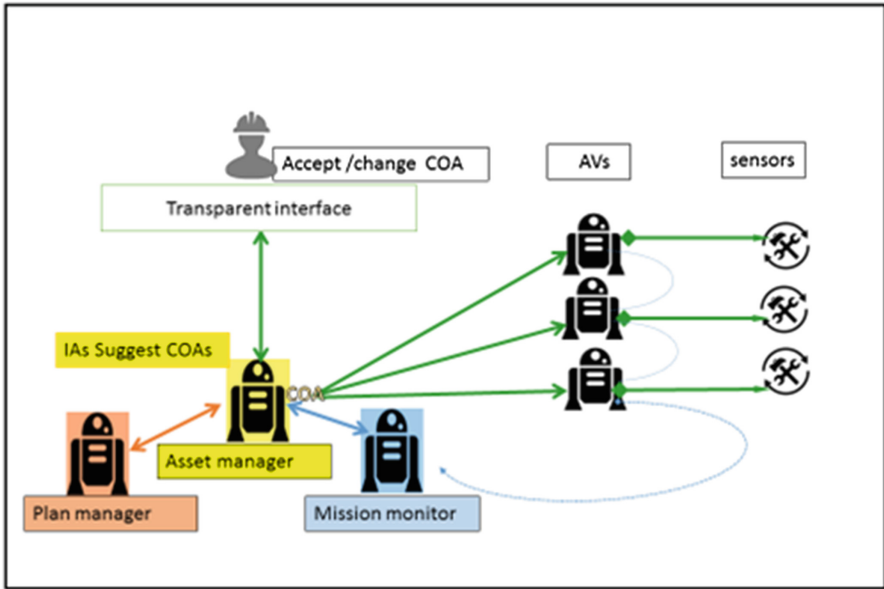 Accept /change COA
AVs
sensors
Transparent interface
IAs Suggest COAs
COA
Asset manager
Plan manager
Mission monitor